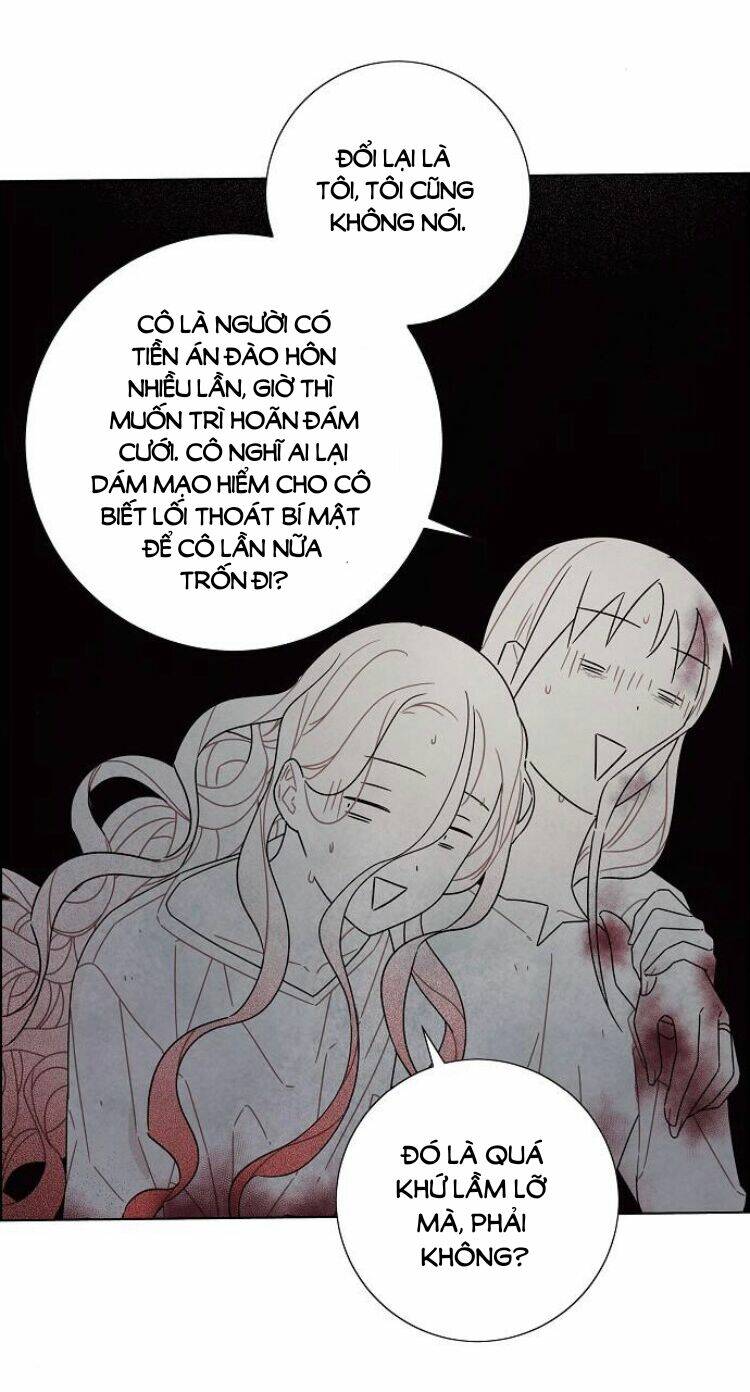 ĐỔI LẠI LÀ
TÔI, TÔI CŨNG
KHÔNG NÓI.
CÔ LÀ NGƯỜI CÓ
TIỀN ÁN ĐÀO HÔN
NHIỀU LẦN, GIỜ THÌ
MUỐN TRÌ HOÃN ĐÁM
CƯỚI. CÔ NGHĨ AI LẠI
DÁM MẠO HIỂM CHO CÔ
BIẾT LỐI THOÁT BÍ MẬT
ĐỂ CÔ LẦN NỮA
TRỐN ĐI?
ĐÓ LÀ QUÁ
KHỨ LẦM LỠ
MÀ, PHẢI
KHÔNG?